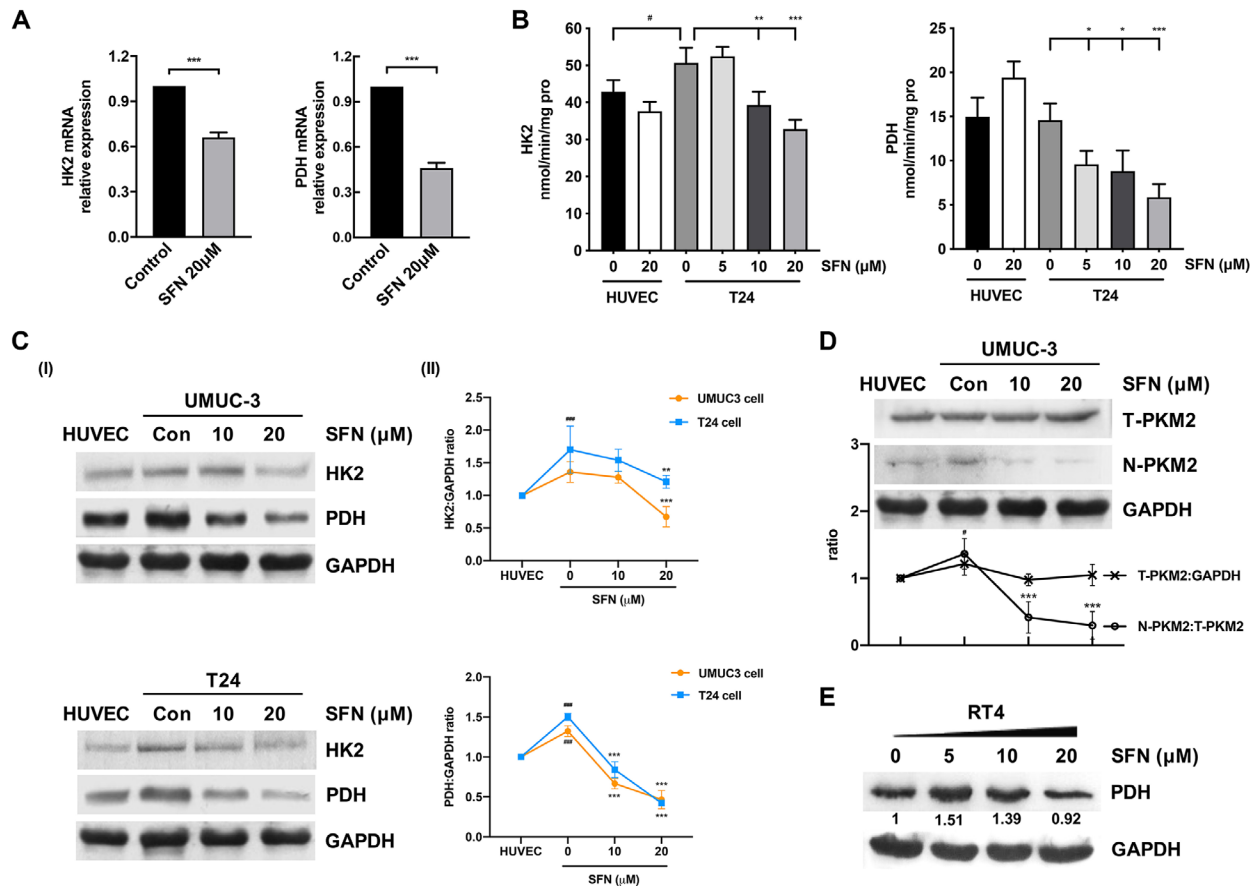 A
HK2 mRNA
relative expression
1.2
0.9
0.6
0.3
0.0
***
Control
SFN 20μM
PDH mRNA
relative expression
1.2
0.9
0.6
0.3
0.0
***
Control
SFN 20μM
B
HK2
nmol/min/mg pro
60
50
40
30
20
10
0
# ** ***
0 20 0 5 10 20 SFN (μM)
HUVEC T24
PDH
nmol/min/mg pro
25
20
15
10
5
0
* * ***
0 20 0 5 10 20 SFN (μM)
HUVEC T24
C
(I)
UMUC-3
HUVEC Con 10 20 SFN (μM)
HK2
PDH
GAPDH
T24
HUVEC Con 10 20 SFN (μM)
HK2
PDH
GAPDH
(II)
HK2:GAPDH ratio
2.5
2.0
1.5
1.0
0.5
0.0
UMUC3 cell
T24 cell
###
**
***
HUVEC 0 10 20
SFN (μM)
PDH:GAPDH ratio
2.0
1.5
1.0
0.5
0.0
UMUC3 cell
T24 cell
###
###
***
***
***
***
HUVEC 0 10 20
SFN (μM)
D
UMUC-3
HUVEC Con 10 20 SFN (μM)
T-PKM2
N-PKM2
GAPDH
ratio
3
2
1
0
#
***
***
T-PKM2:GAPDH
N-PKM2:T-PKM2
E
RT4
0 5 10 20 SFN (μM)
PDH
1 1.51 1.39 0.92
GAPDH